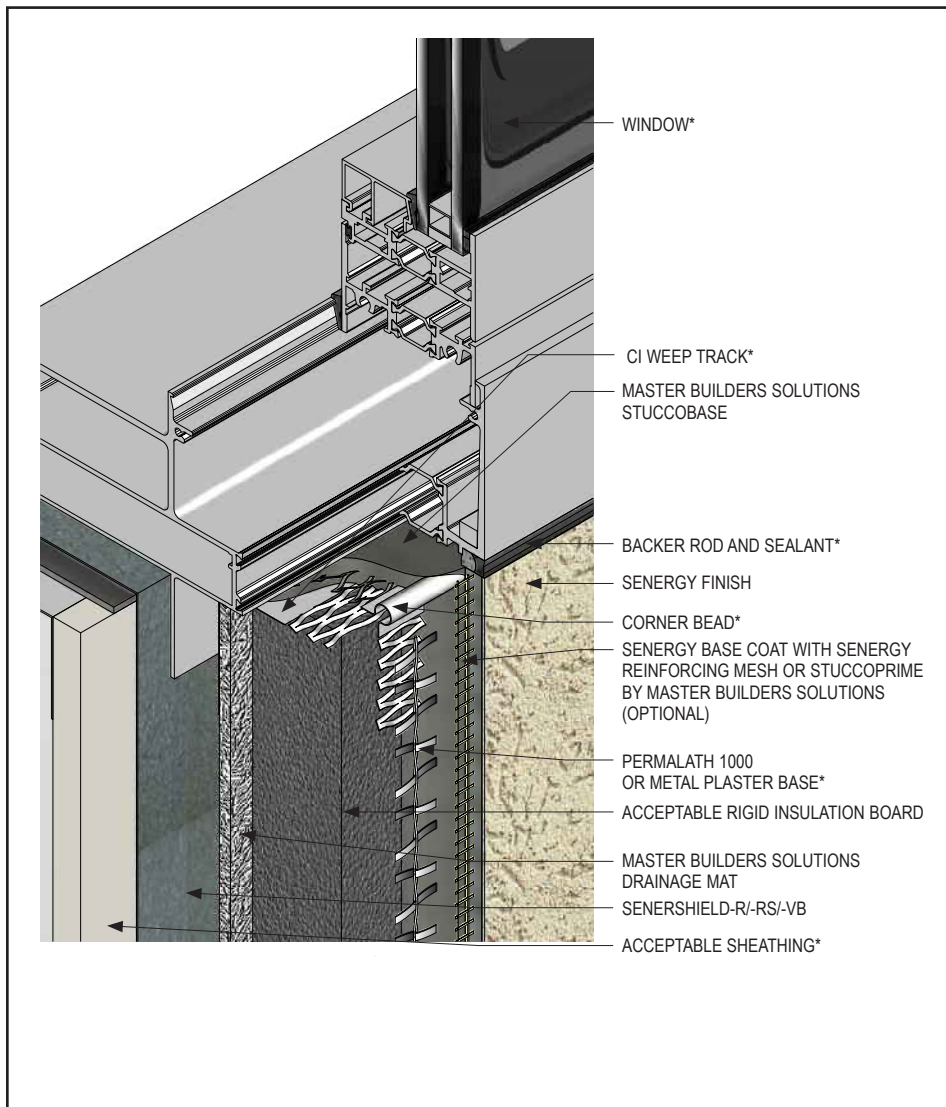 WINDOW*
CI WEEP TRACK*
MASTER BUILDERS SOLUTIONS
STUCCOBASE
BACKER ROD AND SEALANT*
SENERGY FINISH
CORNER BEAD*
SENERGY BASE COAT WITH SENERGY
REINFORCING MESH OR STUCCOPRIME
BY MASTER BUILDERS SOLUTIONS
(OPTIONAL)
PERMALATH 1000
OR METAL PLASTER BASE*
ACCEPTABLE RIGID INSULATION BOARD
MASTER BUILDERS SOLUTIONS
DRAINAGE MAT
SENERSHIELD-R/-RS/-VB
ACCEPTABLE SHEATHING*